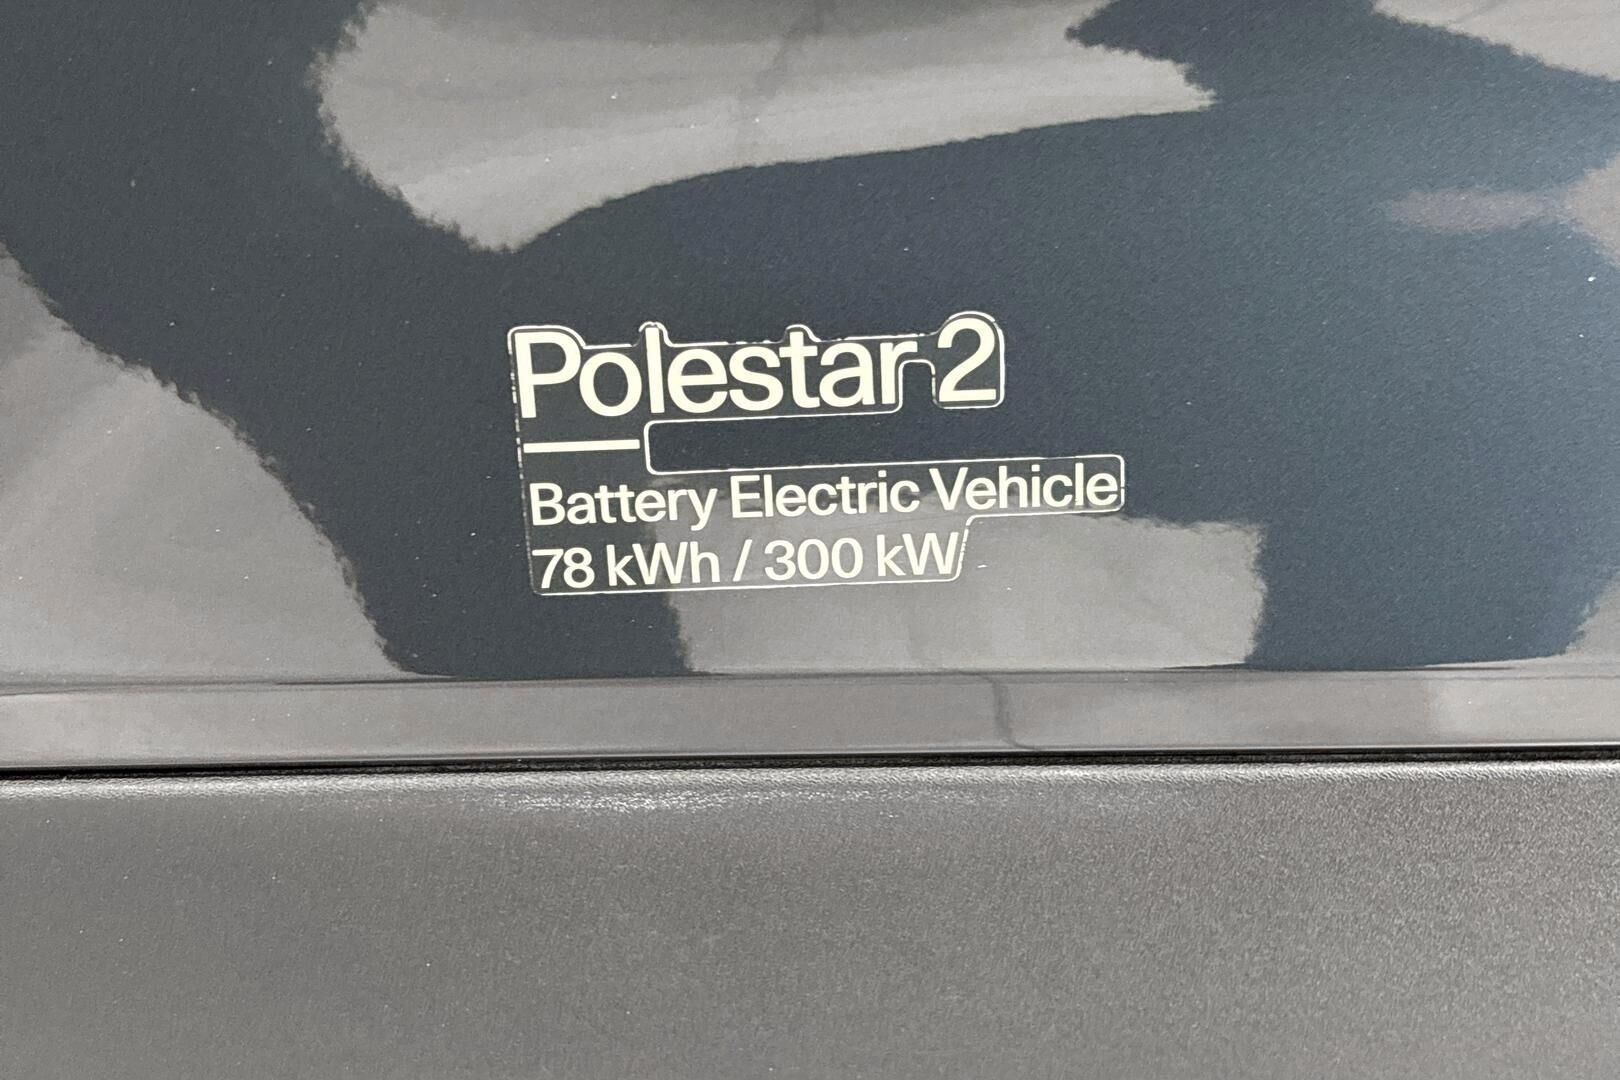 Polestar 2
Battery Electric Vehicle
78 kWh / 300 kW